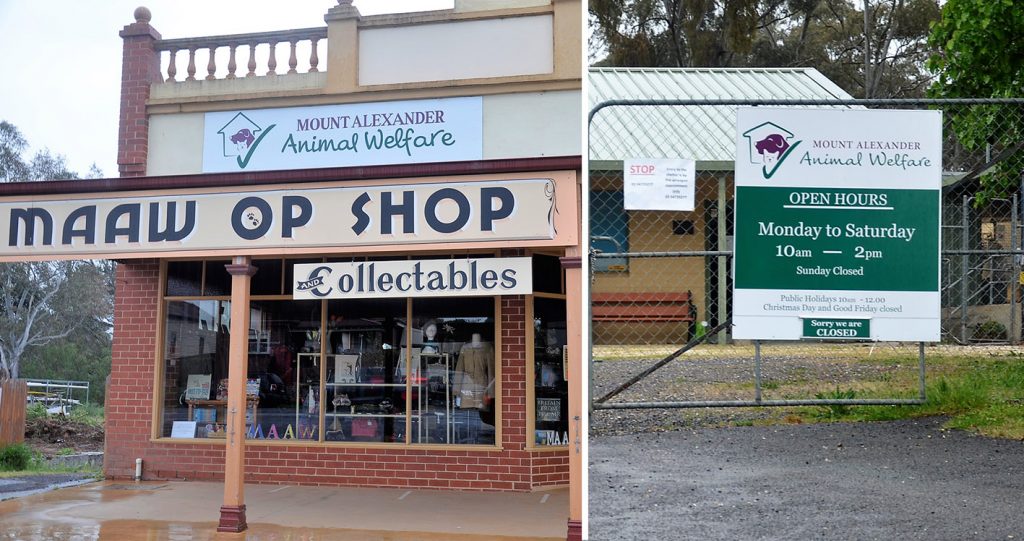 MOUNT ALEXANDER
Animal Welfare
MAAW OP SHOP
AND Collectables
MAAW
MAA
STOP
MOUNT ALEXANDER
Animal Welfare
OPEN HOURS
Monday to Saturday
10am – 2pm
Sunday Closed
Public Holidays 10am - 12.00
Christmas Day and Good Friday closed
Sorry we are
CLOSED